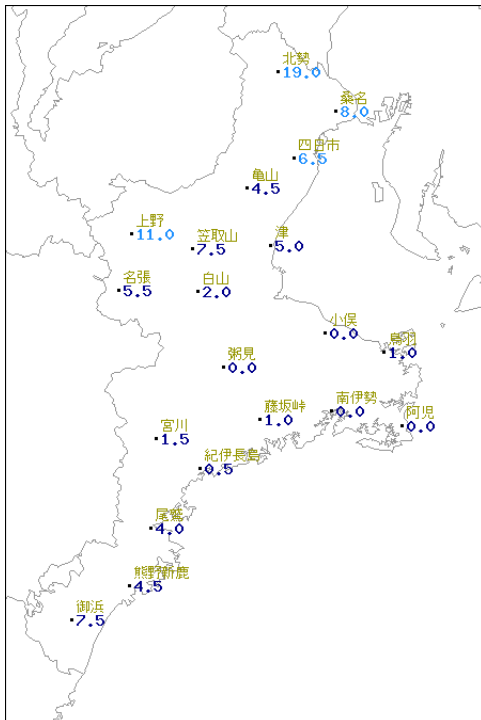 北勢
19.0
桑名
8.0
四日市
6.5
亀山
4.5
上野
11.0
笠取山
7.5
津
5.0
名張
5.5
白山
2.0
小俣
0.0
鳥羽
1.0
粥見
0.0
南伊勢
0.0
藤坂峠
1.0
阿児
0.0
宮川
1.5
紀伊長島
0.5
尾鷲
4.0
熊野新鹿
4.5
御浜
7.5